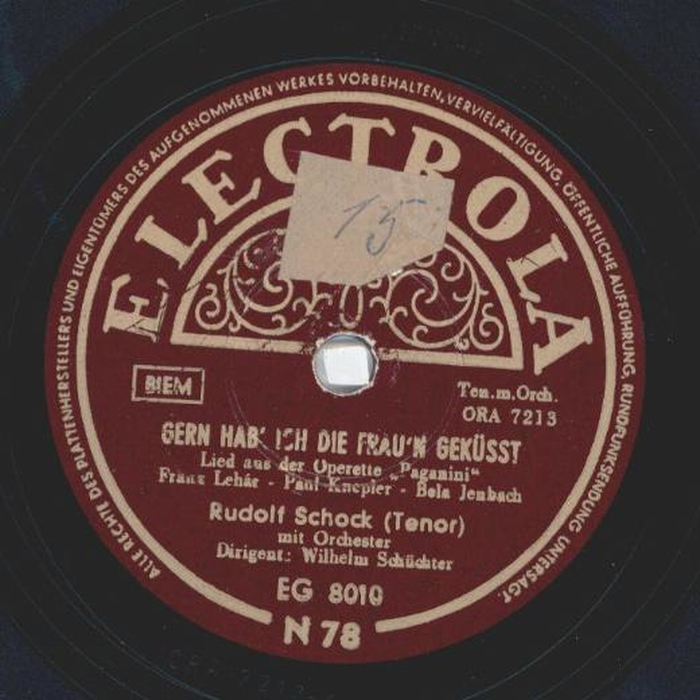 ALLE RECHTE DES PLATTENHERSTELLERS UND EIGENTÜMERS DES AUFGENOMMENEN WERKES VORBEHALTEN, VERVIELFÄLTIGUNG, ÖFFENTLICHE AUFFÜHRUNG, RUNDFUNKSENDUNG UNTERSAGT.
ELECTROLA
15
BIEM
Ten.m.Orch.
ORA 7213
GERN HAB' ICH DIE FRAU'N GEKÜSST
Lied aus der Operette „Paganini“
Franz Lehár - Paul Knepler - Bela Jenbach
Rudolf Schock (Tenor)
mit Orchester
Dirigent: Wilhelm Schüchter
EG 8010
N 78